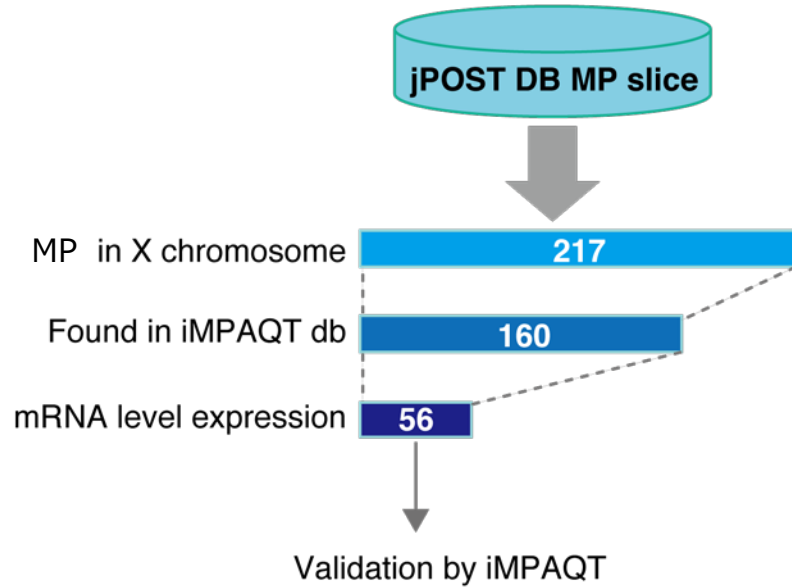 jPOST DB MP slice
MP in X chromosome
217
Found in iMPAQT db
160
mRNA level expression
56
Validation by iMPAQT